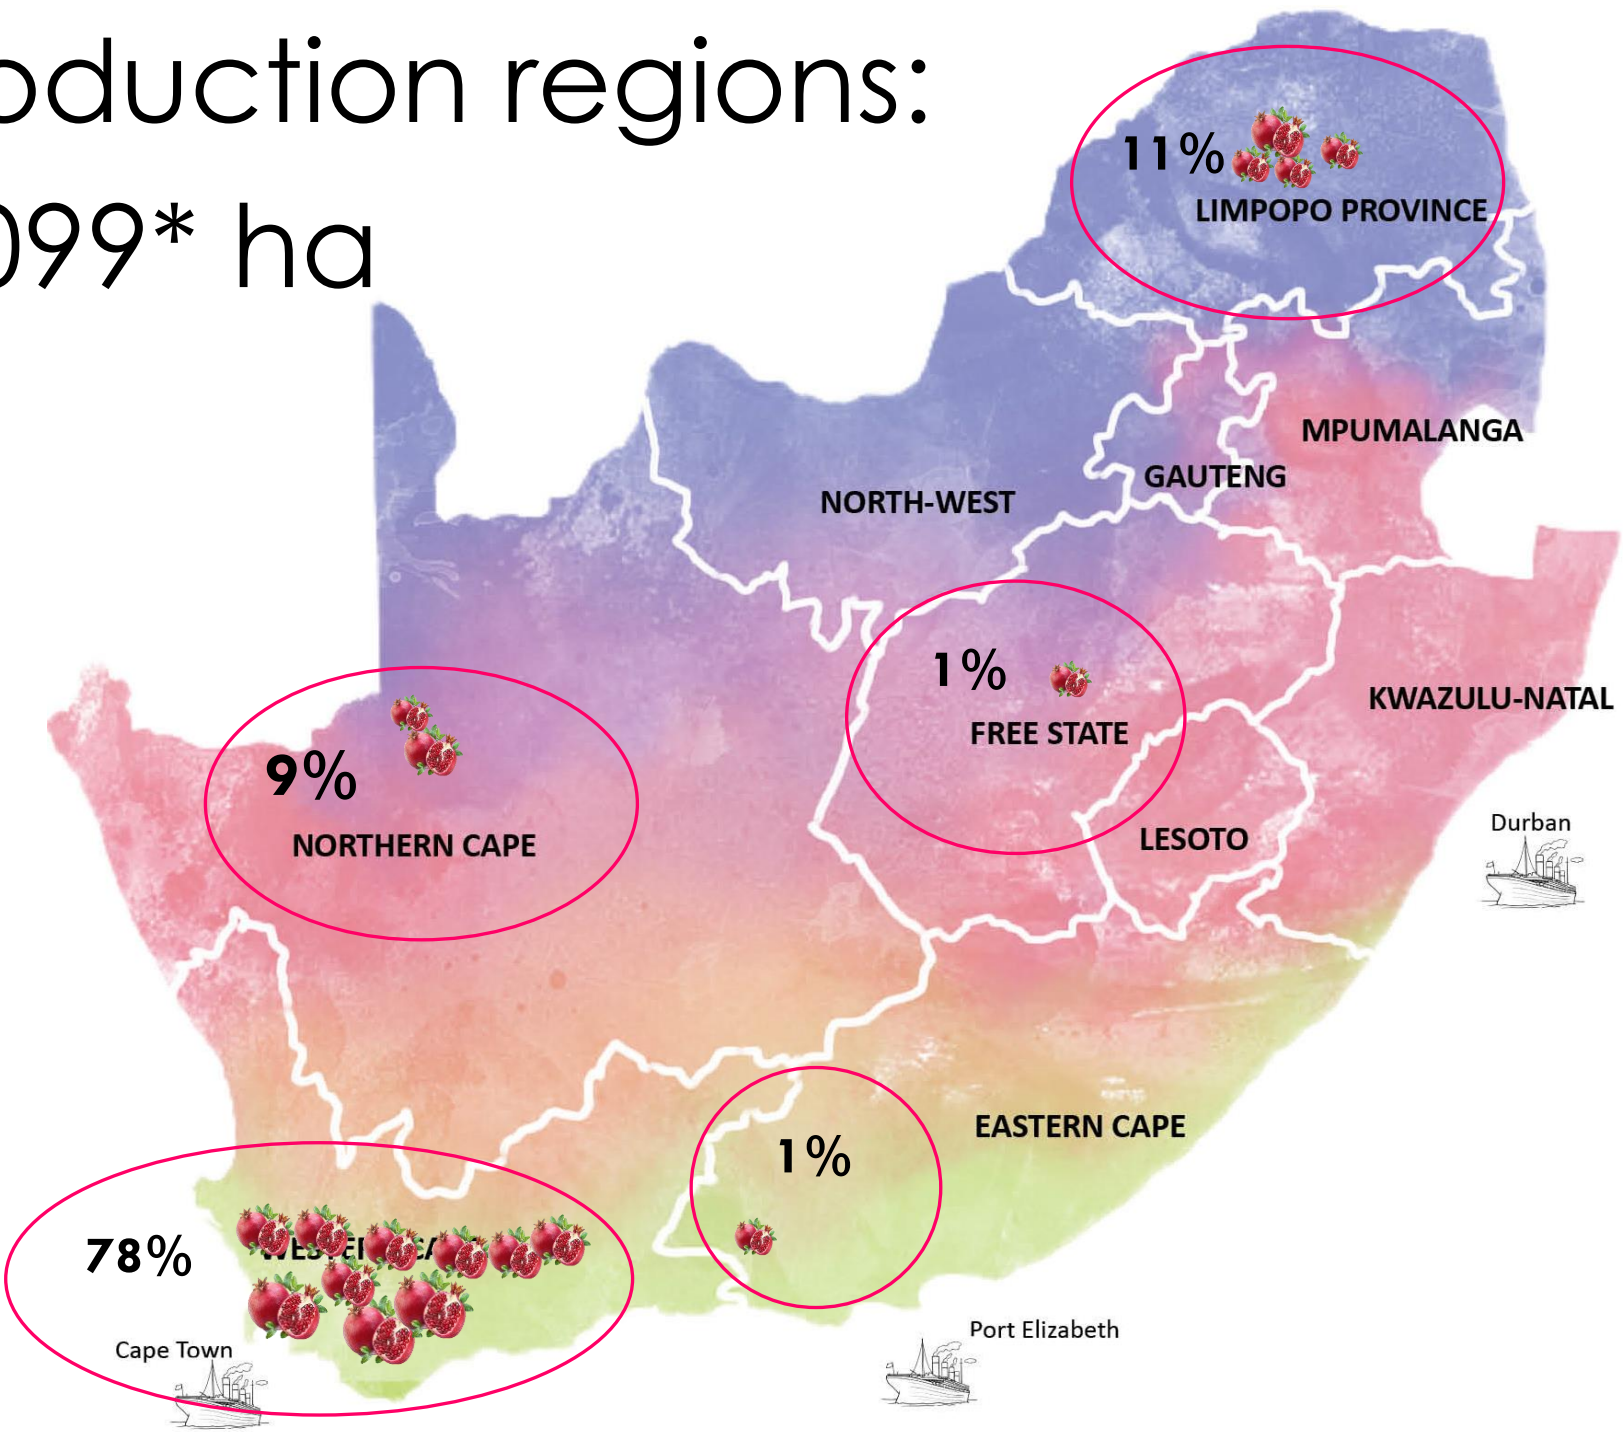 oduction regions:
099* ha
11%
LIMPOPO PROVINCE
MPUMALANGA
GAUTENG
NORTH-WEST
1%
FREE STATE
KWAZULU-NATAL
9%
NORTHERN CAPE
LESOTO
Durban
EASTERN CAPE
1%
78%
Cape Town
Port Elizabeth